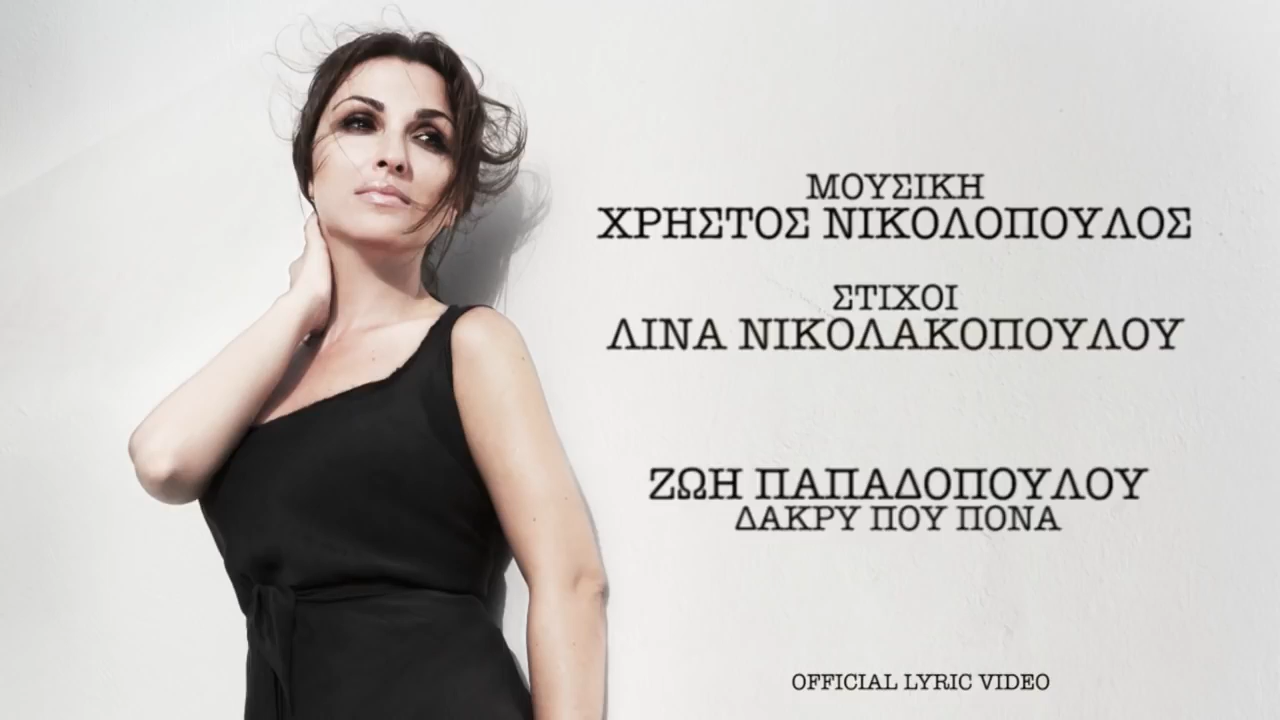 ΜΟΥΣΙΚΗ
ΧΡΗΣΤΟΣ ΝΙΚΟΛΟΠΟΥΛΟΣ
ΣΤΙΧΟΙ
ΛΙΝΑ ΝΙΚΟΛΑΚΟΠΟΥΛΟΥ
ΖΩΗ ΠΑΠΑΔΟΠΟΥΛΟΥ
ΔΑΚΡΥ ΠΟΥ ΠΟΝΑ
OFFICIAL LYRIC VIDEO